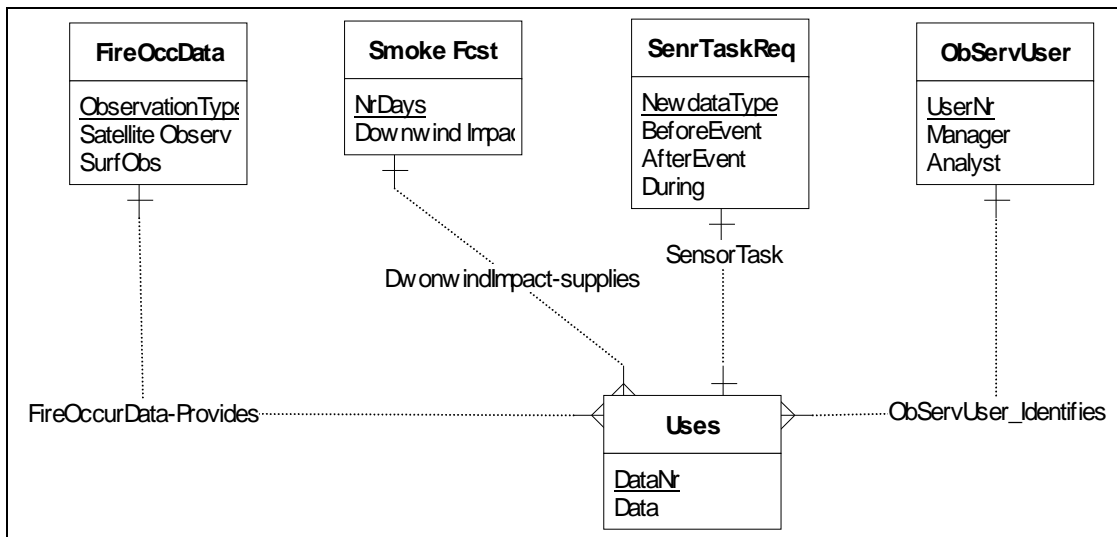 FireOccData
ObservationType
Satellite Observ
SurfObs
Smoke Fcst
NrDays
Downwind Impac
SenrTaskReq
NewdataType
BeforeEvent
AfterEvent
During
ObServUser
UserNr
Manager
Analyst
SensorTask
DwonwindImpact-supplies
FireOccurData-Provides
ObServUser_Identifies
Uses
DataNr
Data